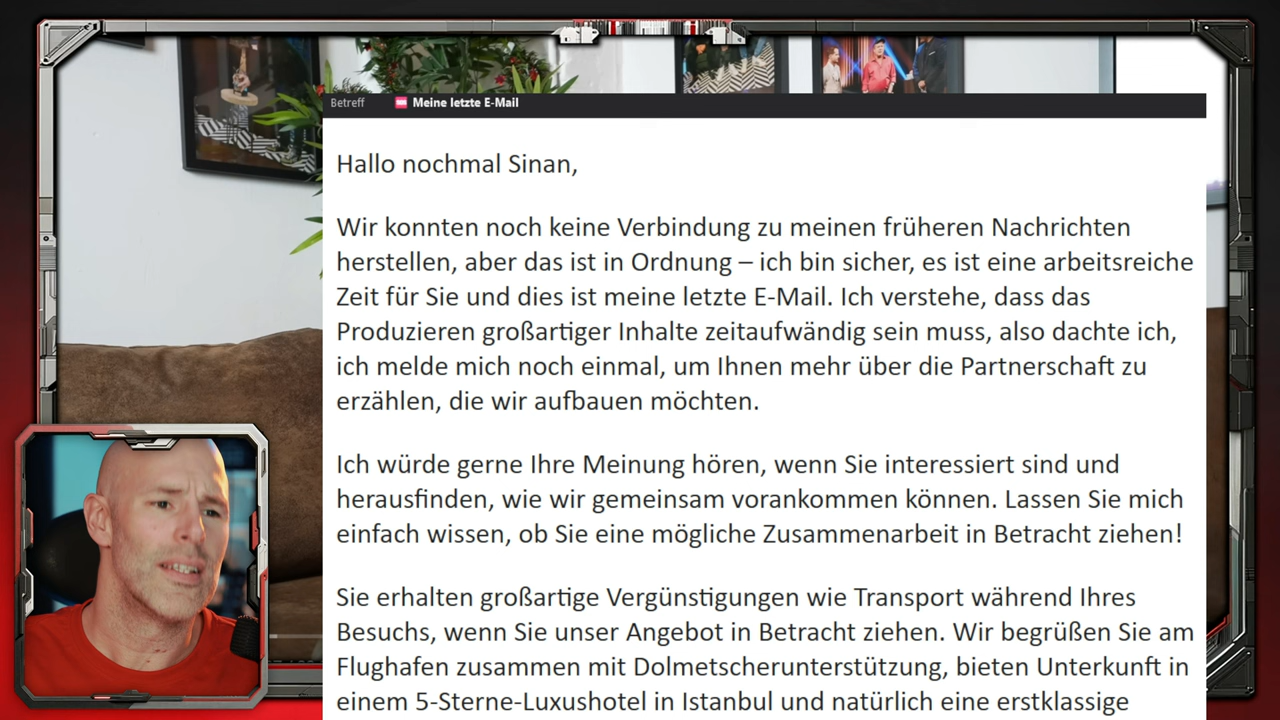 Betreff Meine letzte E-Mail
Hallo nochmal Sinan,
Wir konnten noch keine Verbindung zu meinen früheren Nachrichten
herstellen, aber das ist in Ordnung – ich bin sicher, es ist eine arbeitsreiche
Zeit für Sie und dies ist meine letzte E-Mail. Ich verstehe, dass das
Produzieren großartiger Inhalte zeitaufwändig sein muss, also dachte ich,
ich melde mich noch einmal, um Ihnen mehr über die Partnerschaft zu
erzählen, die wir aufbauen möchten.
Ich würde gerne Ihre Meinung hören, wenn Sie interessiert sind und
herausfinden, wie wir gemeinsam vorankommen können. Lassen Sie mich
einfach wissen, ob Sie eine mögliche Zusammenarbeit in Betracht ziehen!
Sie erhalten großartige Vergünstigungen wie Transport während Ihres
Besuchs, wenn Sie unser Angebot in Betracht ziehen. Wir begrüßen Sie am
Flughafen zusammen mit Dolmetscherunterstützung, bieten Unterkunft in
einem 5-Sterne-Luxushotel in Istanbul und natürlich eine erstklassige